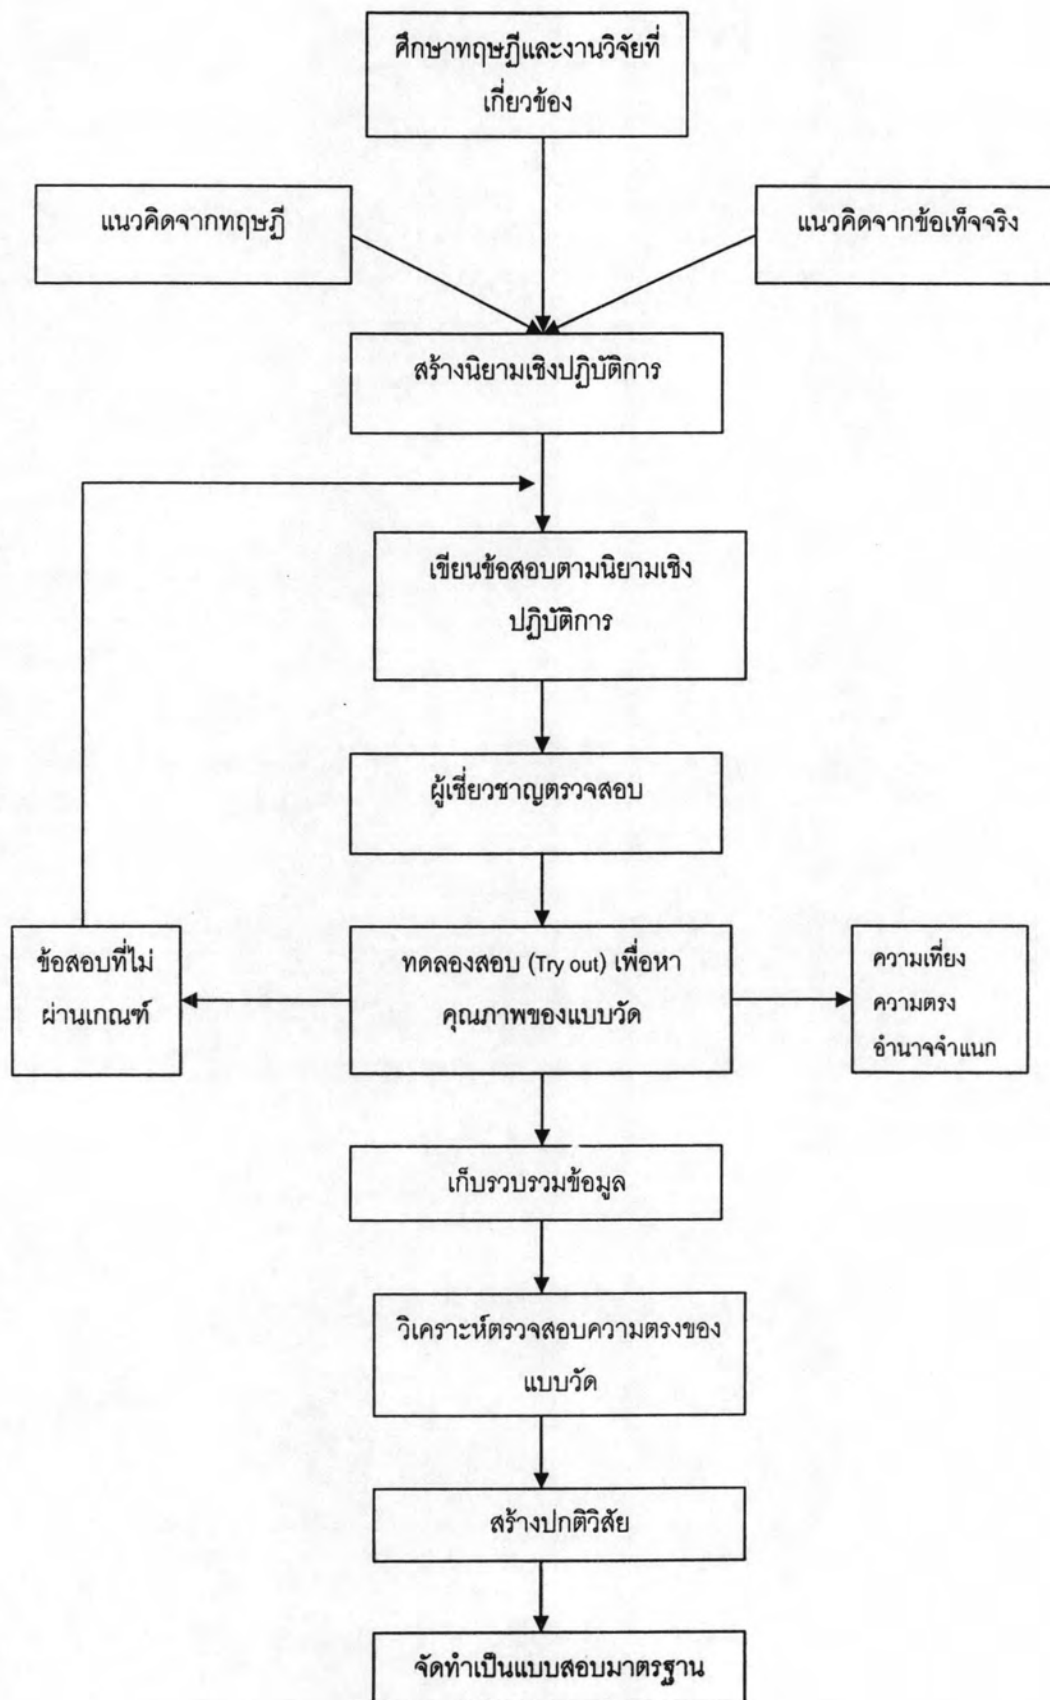 ศึกษาทฤษฎีและงานวิจัยที่
เกี่ยวข้อง
แนวคิดจากทฤษฎี
แนวคิดจากข้อเท็จจริง
สร้างนิยามเชิงปฏิบัติการ
เขียนข้อสอบตามนิยามเชิง
ปฏิบัติการ
ผู้เชี่ยวชาญตรวจสอบ
ข้อสอบที่ไม่
ผ่านเกณฑ์
ทดลองสอบ (Try out) เพื่อหา
คุณภาพของแบบวัด
ความเที่ยง
ความตรง
อำนาจจำแนก
เก็บรวบรวมข้อมูล
วิเคราะห์ตรวจสอบความตรงของ
แบบวัด
สร้างปกติวิสัย
จัดทำเป็นแบบสอบมาตรฐาน